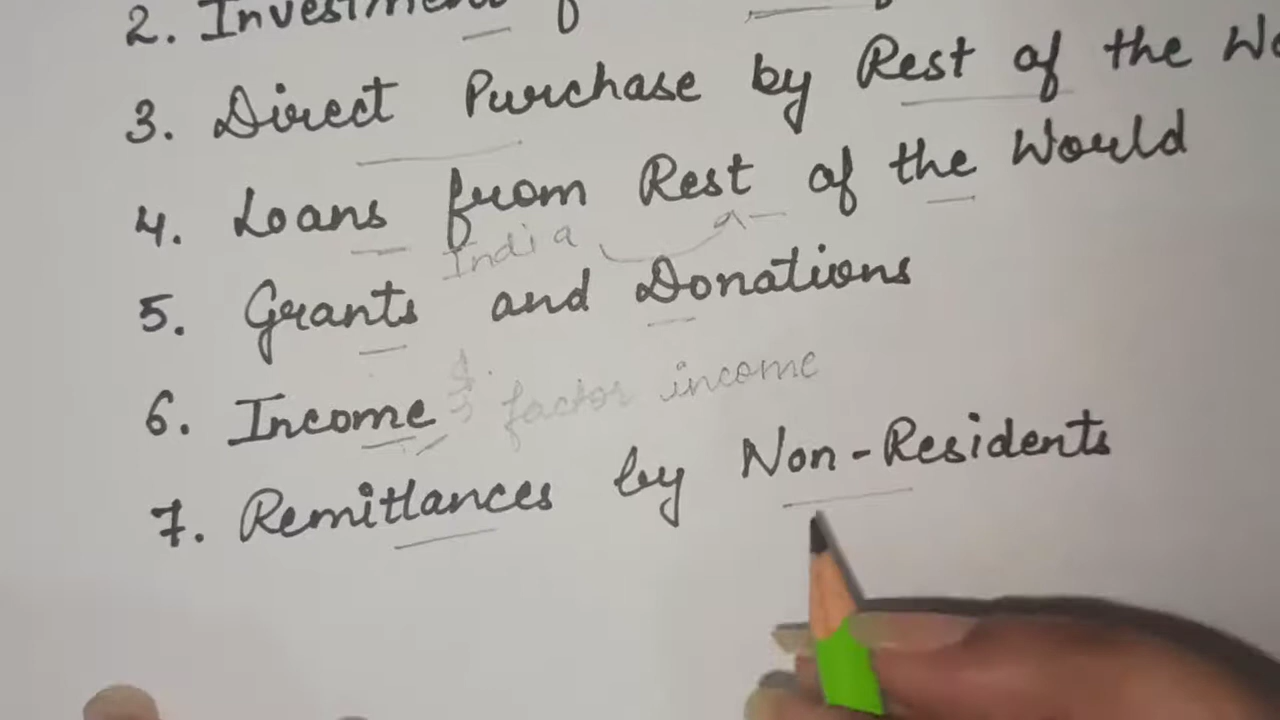 2. Investment
3. Direct Purchase by Rest of the Wo
4. Loans from Rest of the World
India
5. Grants and Donations
6. Income factor income
7. Remittances by Non-Residents